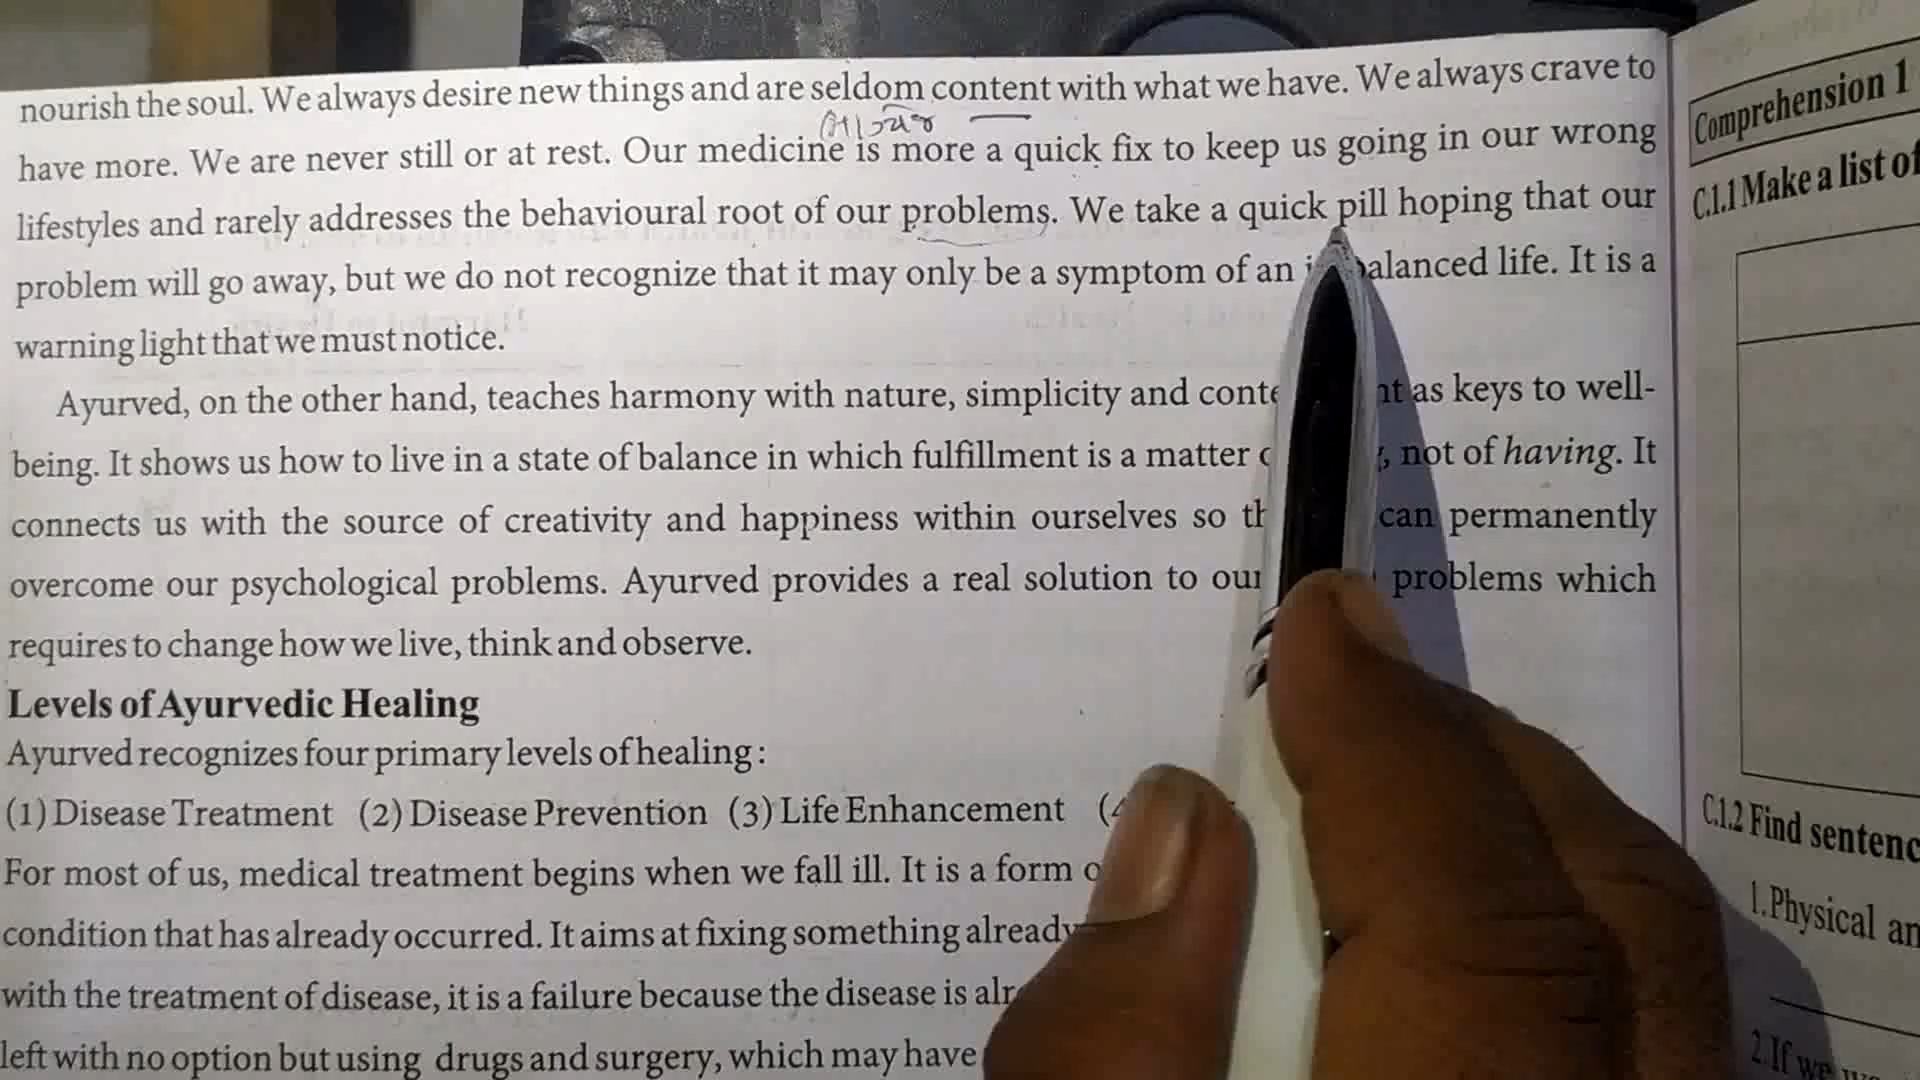 nourish the soul. We always desire new things and are seldom content with what we have. We always crave to
have more. We are never still or at rest. Our medicine is more a quick fix to keep us going in our wrong
lifestyles and rarely addresses the behavioural root of our problems. We take a quick pill hoping that our
problem will go away, but we do not recognize that it may only be a symptom of an balanced life. It is a
warning light that we must notice.
Ayurved, on the other hand, teaches harmony with nature, simplicity and as keys to well-
being. It shows us how to live in a state of balance in which fulfillment is a matter not of having. It
connects us with the source of creativity and happiness within ourselves so can permanently
overcome our psychological problems. Ayurved provides a real solution to our problems which
requires to change how we live, think and observe.
Levels of Ayurvedic Healing
Ayurved recognizes four primary levels of healing :
(1) Disease Treatment (2) Disease Prevention (3) Life Enhancement
For most of us, medical treatment begins when we fall ill. It is a form
condition that has already occurred. It aims at fixing something already
with the treatment of disease, it is a failure because the disease is
left with no option but using drugs and surgery, which may have
Comprehension 1
C.1.1 Make a list of
C.1.2 Find
1. Physical
2. If